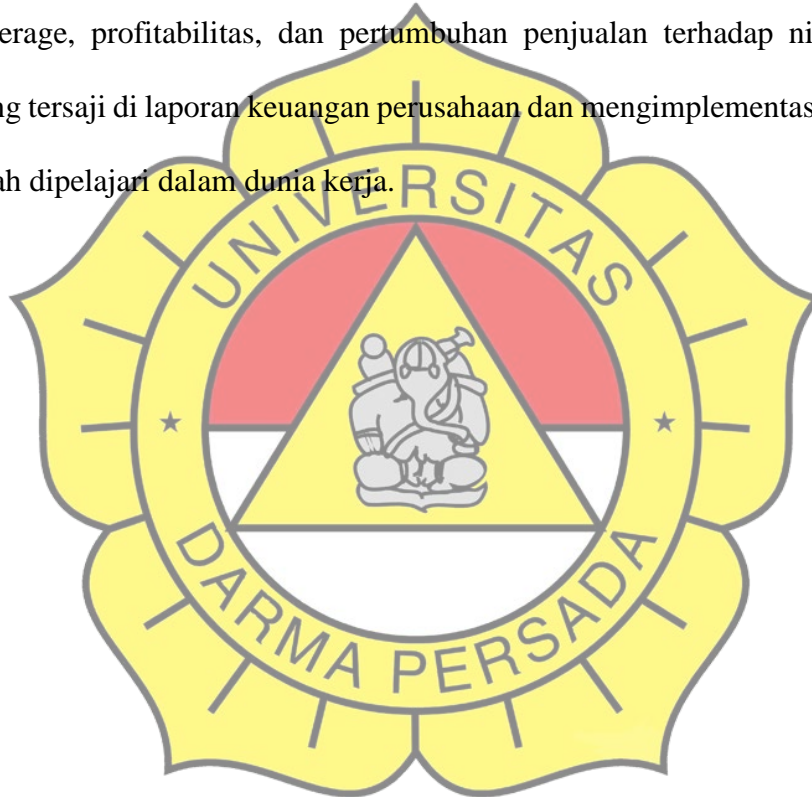 erage, profitabilitas, dan pertumbuhan penjualan terhadap ni
ng tersaji di laporan keuangan perusahaan dan mengimplementas
ah dipelajari dalam dunia kerja.
UNIVERSITAS
DARMA PERSADA